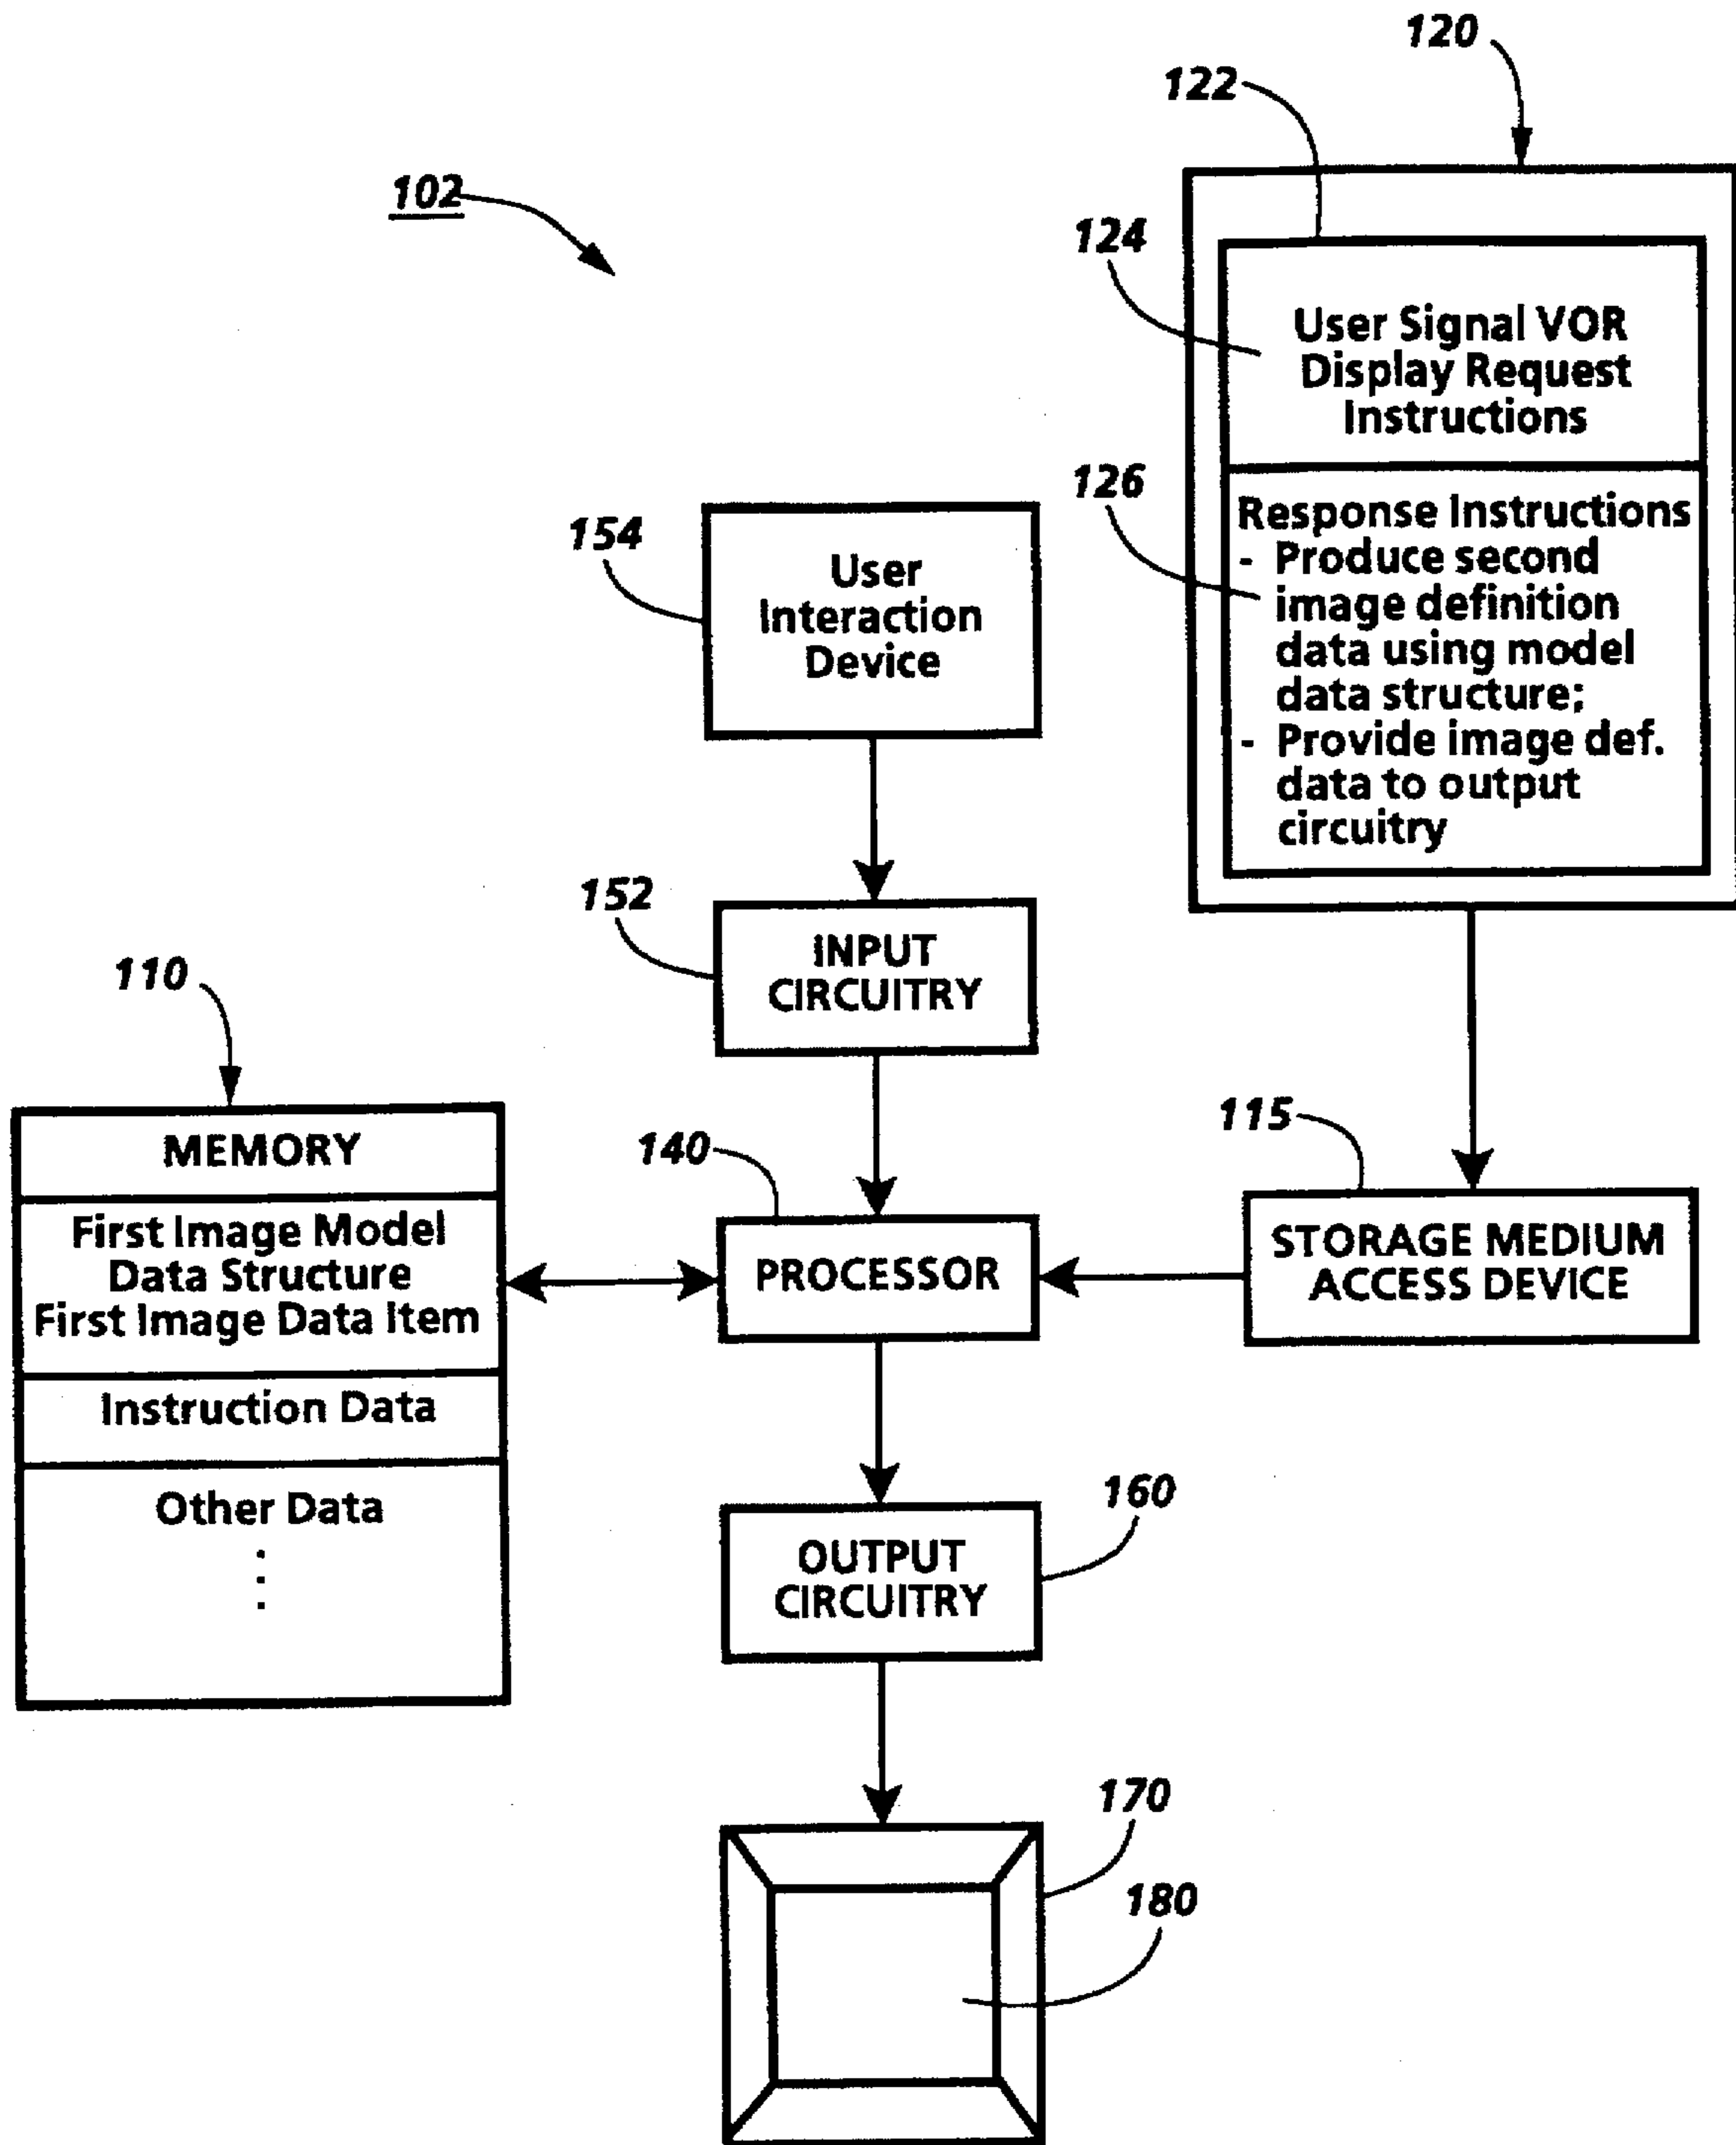 120
122
102
124
User Signal VOR
Display Request
Instructions
126
Response Instructions
- Produce second
image definition
data using model
data structure;
- Provide image def.
data to output
circuitry
154
User
Interaction
Device
152
INPUT
CIRCUITRY
110
MEMORY
First Image Model
Data Structure
First Image Data Item
Instruction Data
Other Data
140
PROCESSOR
115
STORAGE MEDIUM
ACCESS DEVICE
160
OUTPUT
CIRCUITRY
170
180